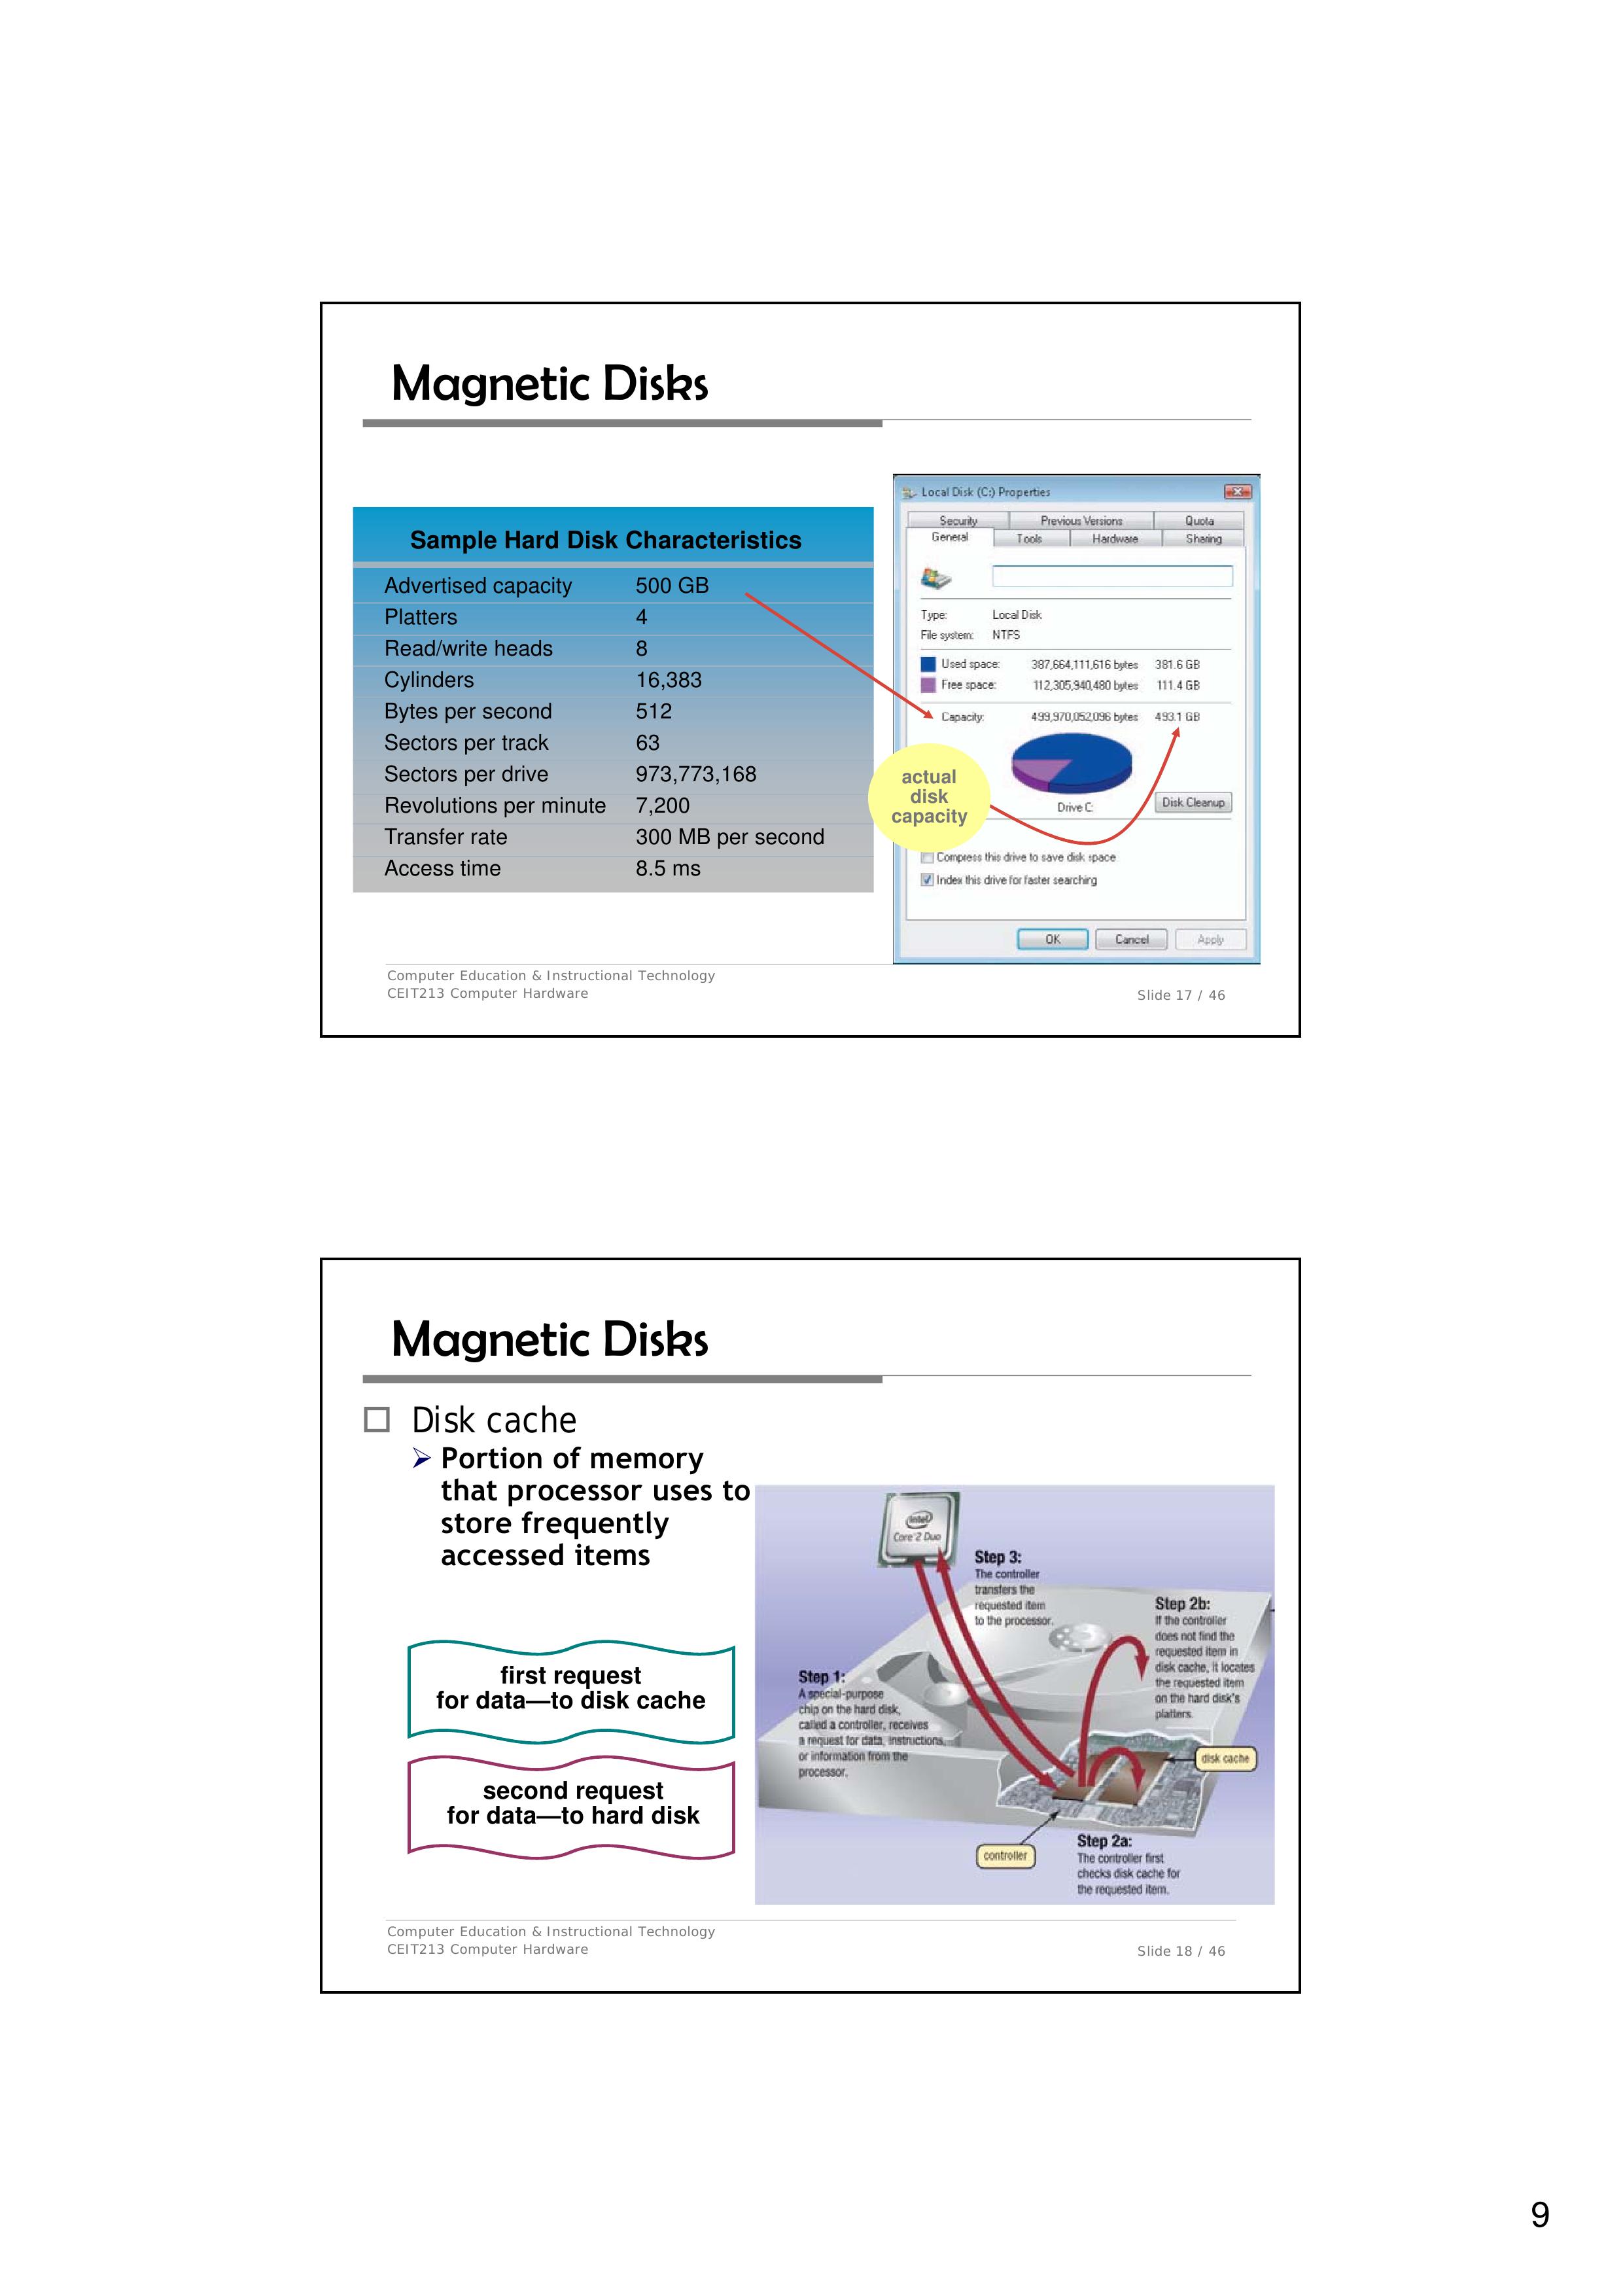 Magnetic Disks
Sample Hard Disk Characteristics
Advertised capacity 500 GB
Platters 4
Read/write heads 8
Cylinders 16,383
Bytes per second 512
Sectors per track 63
Sectors per drive 973,773,168
Revolutions per minute 7,200
Transfer rate 300 MB per second
Access time 8.5 ms
Local Disk (C:) Properties
Security Previous Versions Quota
General Tools Hardware Sharing
Type: Local Disk
File system: NTFS
Used space: 387,664,111,616 bytes 381.6 GB
Free space: 112,305,940,480 bytes 111.4 GB
Capacity: 499,970,052,096 bytes 493.1 GB
actual
disk
capacity
Drive C:
Disk Cleanup
Compress this drive to save disk space
Index this drive for faster searching
OK Cancel Apply
Computer Education & Instructional Technology
CEIT213 Computer Hardware
Slide 17 / 46
Magnetic Disks
Disk cache
Portion of memory
that processor uses to
store frequently
accessed items
first request
for data—to disk cache
second request
for data—to hard disk
intel
Core 2 Duo
Step 3:
The controller
transfers the
requested item
to the processor.
Step 2b:
If the controller
does not find the
requested item in
disk cache, it locates
the requested item
on the hard disk's
platters.
Step 1:
A special-purpose
chip on the hard disk,
called a controller, receives
a request for data, instructions,
or information from the
processor.
disk cache
controller
Step 2a:
The controller first
checks disk cache for
the requested item.
Computer Education & Instructional Technology
CEIT213 Computer Hardware
Slide 18 / 46
9